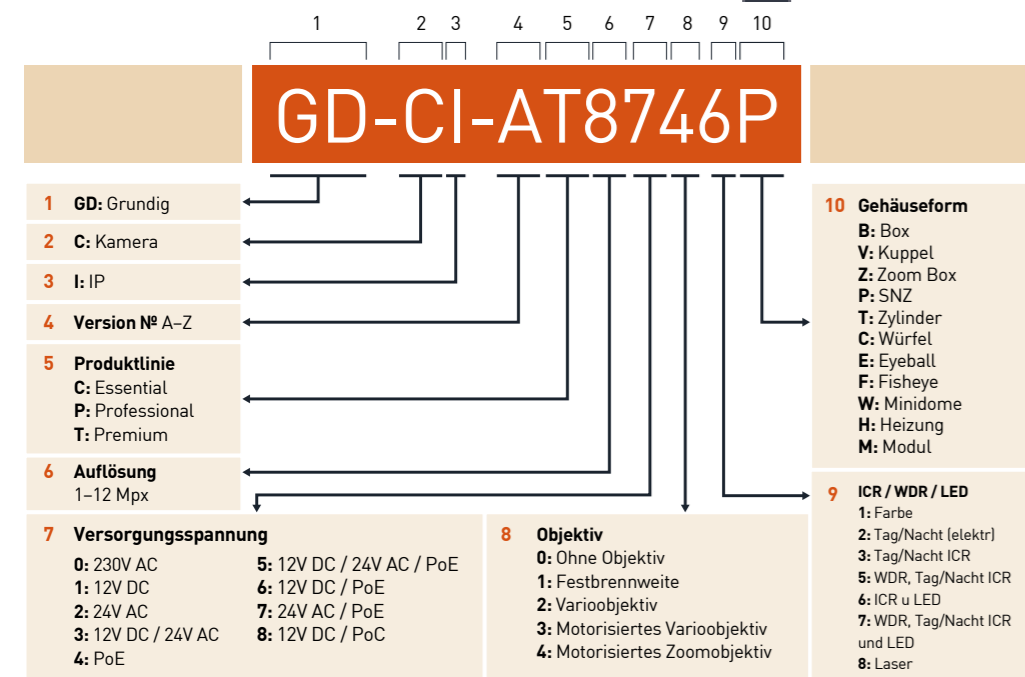 1 2 3 4 5 6 7 8 9 10
GD-CI-AT8746P
1 GD: Grundig
2 C: Kamera
3 I: IP
4 Version № A–Z
5 Produktlinie
C: Essential
P: Professional
T: Premium
6 Auflösung
1–12 Mpx
7 Versorgungsspannung
0: 230V AC
1: 12V DC
2: 24V AC
3: 12V DC / 24V AC
4: PoE
5: 12V DC / 24V AC / PoE
6: 12V DC / PoE
7: 24V AC / PoE
8: 12V DC / PoC
8 Objektiv
0: Ohne Objektiv
1: Festbrennweite
2: Varioobjektiv
3: Motorisiertes Varioobjektiv
4: Motorisiertes Zoomobjektiv
10 Gehäuseform
B: Box
V: Kuppel
Z: Zoom Box
P: SNZ
T: Zylinder
C: Würfel
E: Eyeball
F: Fisheye
W: Minidome
H: Heizung
M: Modul
9 ICR / WDR / LED
1: Farbe
2: Tag/Nacht (elektr)
3: Tag/Nacht ICR
5: WDR, Tag/Nacht ICR
6: ICR u LED
7: WDR, Tag/Nacht ICR
und LED
8: Laser